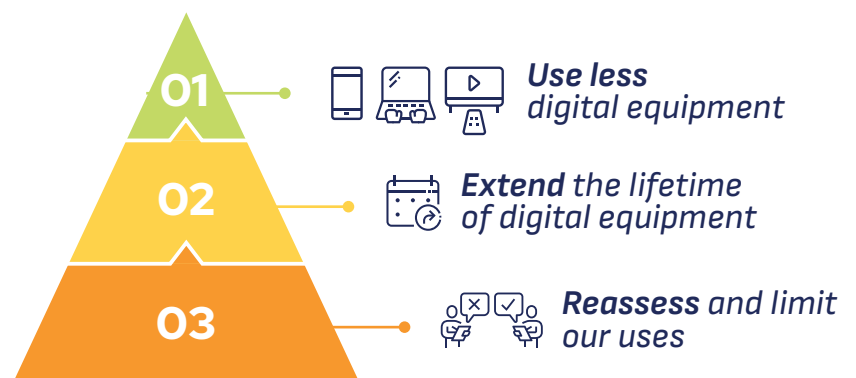 01
Use less
digital equipment
02
Extend the lifetime
of digital equipment
03
Reassess and limit
our uses